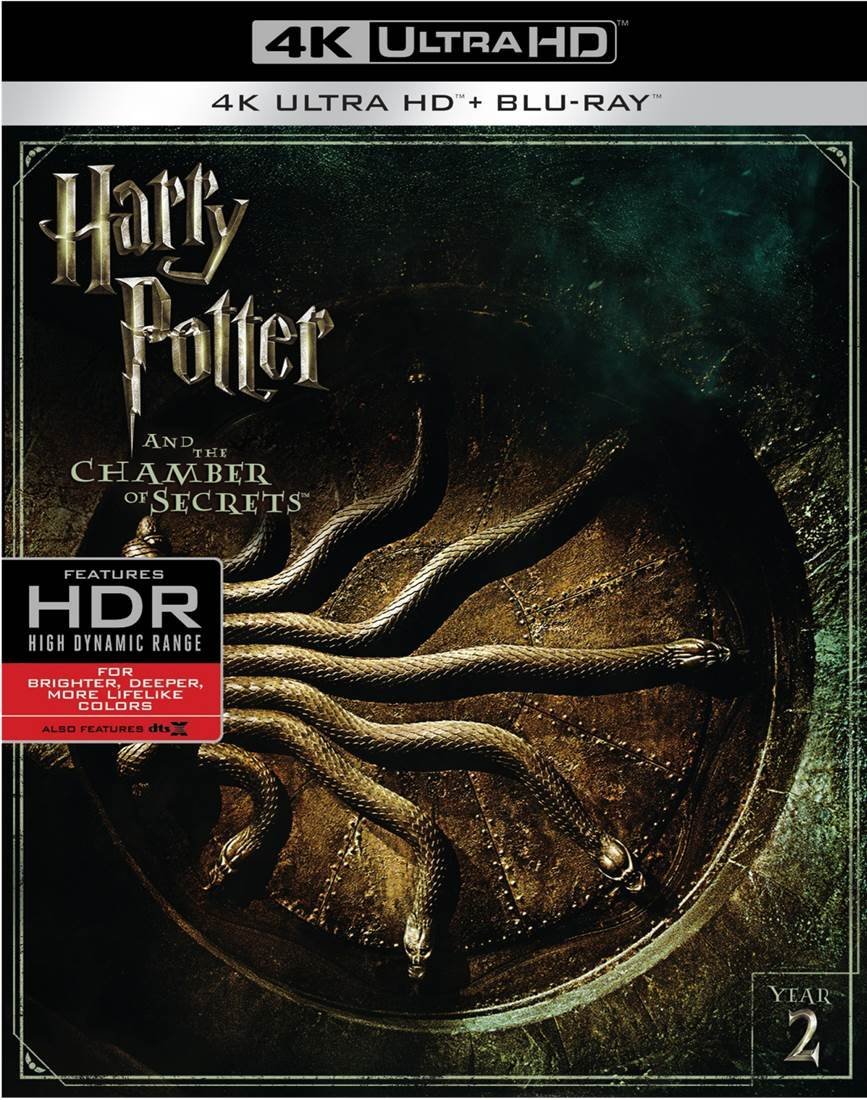 4K ULTRA HD™
4K ULTRA HD™ + BLU-RAY™
Harry
Potter
AND THE
CHAMBER
OF SECRETS™
FEATURES
HDR
HIGH DYNAMIC RANGE
FOR
BRIGHTER, DEEPER,
MORE LIFELIKE
COLORS
ALSO FEATURES dts X
YEAR
2